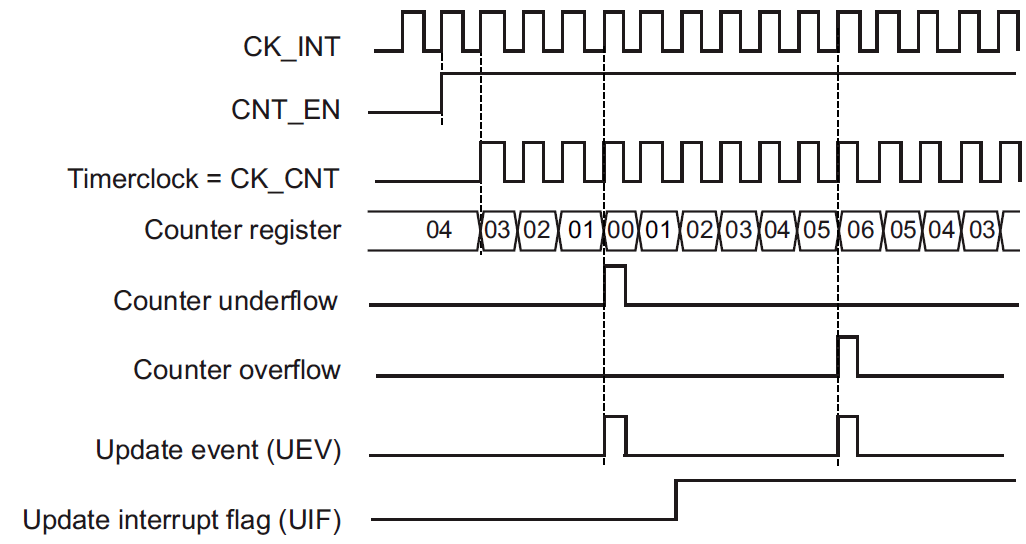 CK_INT
CNT_EN
Timerclock = CK_CNT
Counter register 04 03 02 01 00 01 02 03 04 05 06 05 04 03
Counter underflow
Counter overflow
Update event (UEV)
Update interrupt flag (UIF)